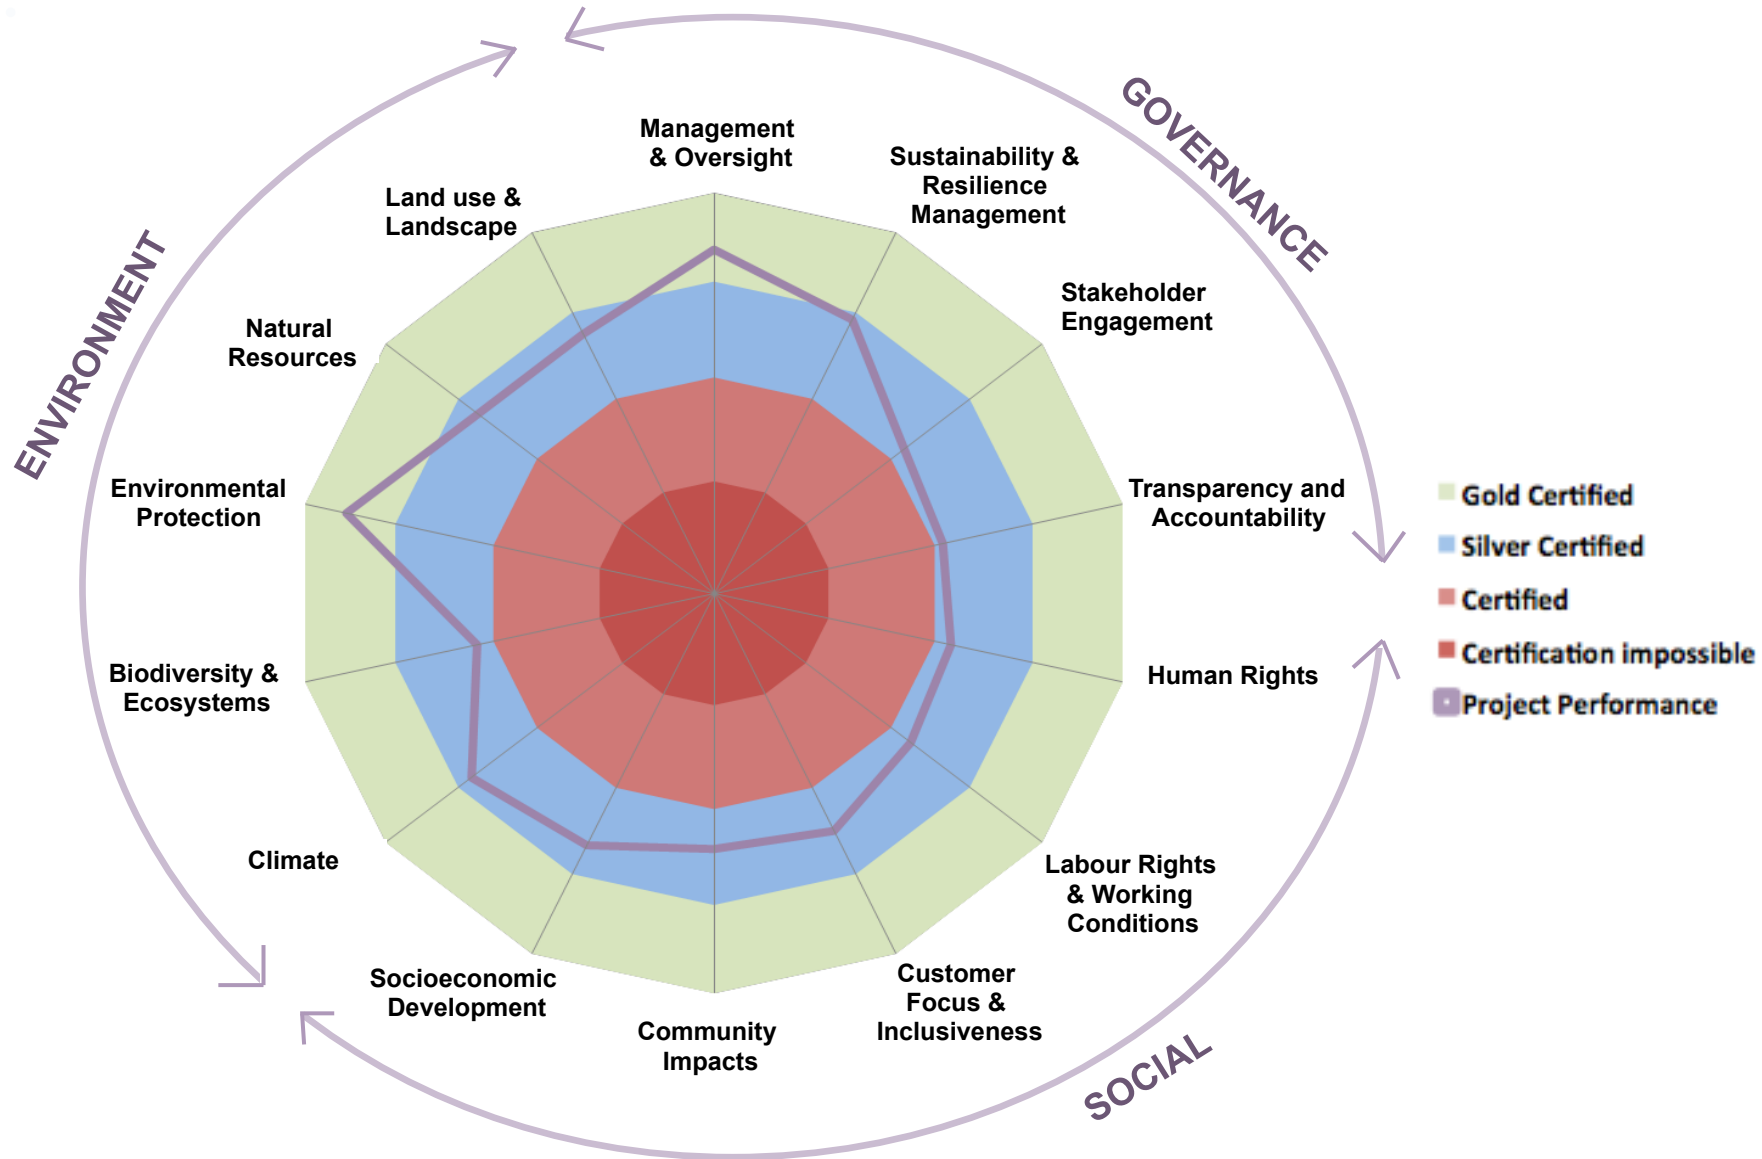 GOVERNANCE
ENVIRONMENT
SOCIAL
Management
& Oversight
Sustainability &
Resilience
Management
Stakeholder
Engagement
Transparency and
Accountability
Human Rights
Labour Rights
& Working
Conditions
Customer
Focus &
Inclusiveness
Community
Impacts
Socioeconomic
Development
Climate
Biodiversity &
Ecosystems
Environmental
Protection
Natural
Resources
Land use &
Landscape
Gold Certified
Silver Certified
Certified
Certification impossible
Project Performance